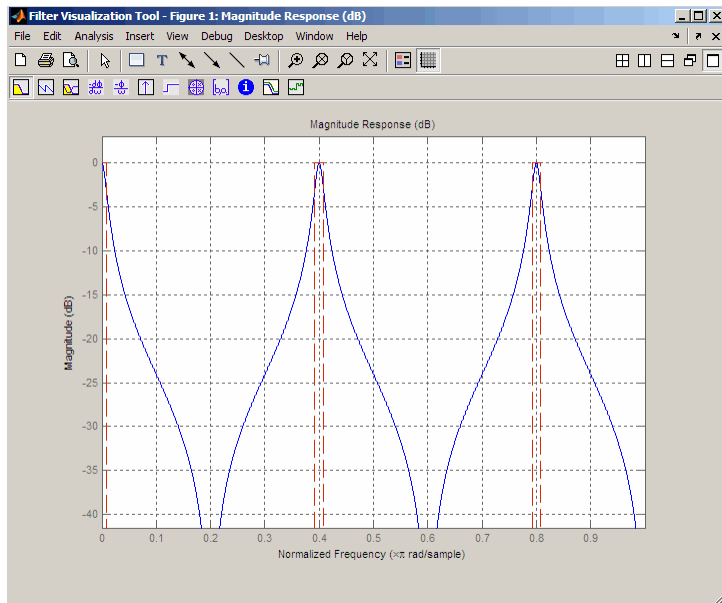 Filter Visualization Tool - Figure 1: Magnitude Response (dB)
File Edit Analysis Insert View Debug Desktop Window Help
T
[b,a] i
Magnitude Response (dB)
0
-5
-10
-15
-20
-25
-30
-35
-40
Magnitude (dB)
0 0.1 0.2 0.3 0.4 0.5 0.6 0.7 0.8 0.9
Normalized Frequency (×π rad/sample)